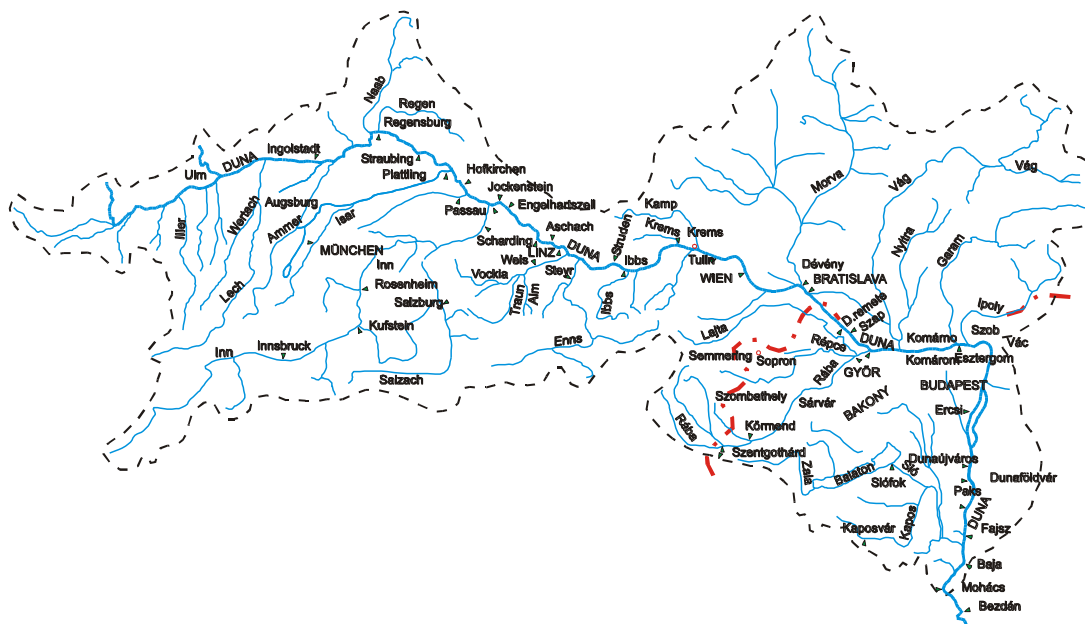 Naab
Regen
Regensburg
Ingolstadt
DUNA
Ulm
Straubing
Plattling
Hofkirchen
Jockenstein
Engelhadszell
Passau
Iller
Wertach
Augsburg
Ammer
Isar
MÜNCHEN
Lech
Inn
Rosenheim
Salzburg
Kufstein
Innsbruck
Inn
Salzach
Scharding
Aschach
LINZ
DUNA
Wels
Vockla
Traun
Alm
Steyr
Enns
Struden
Ibbs
Ibbs
Kamp
Krems
Krems
Tulln
WIEN
Morva
Vág
Vág
Nyitra
Garam
Dévény
BRATISLAVA
D.remete
Szap
DUNA
Lajta
Répce
Semmering
Sopron
Rába
GYŐR
Komárno
Komárom
Esztergom
Ipoly
Szob
Vác
Szombathely
Sárvár
BAKONY
BUDAPEST
Ercsi
Rába
Körmend
Szentgothárd
Zala
Balaton
Sió
Siófok
Dunaújváros
Dunaföldvár
Paks
DUNA
Kapos
Kaposvár
Fajsz
Baja
Mohács
Bezdán